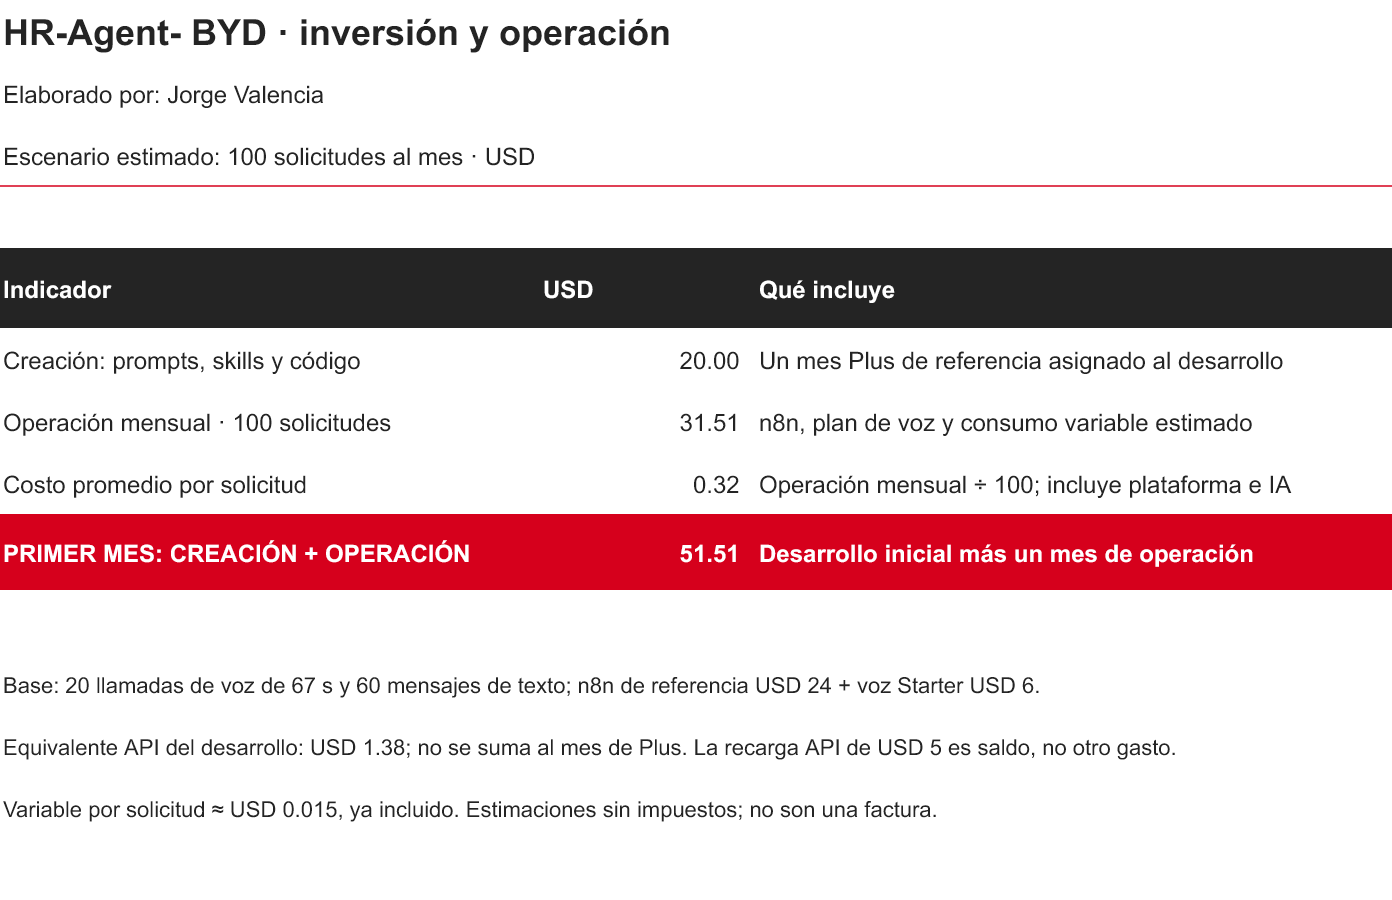 HR-Agent- BYD · inversión y operación
Elaborado por: Jorge Valencia
Escenario estimado: 100 solicitudes al mes · USD
Indicador USD Qué incluye
Creación: prompts, skills y código 20.00 Un mes Plus de referencia asignado al desarrollo
Operación mensual · 100 solicitudes 31.51 n8n, plan de voz y consumo variable estimado
Costo promedio por solicitud 0.32 Operación mensual ÷ 100; incluye plataforma e IA
PRIMER MES: CREACIÓN + OPERACIÓN 51.51 Desarrollo inicial más un mes de operación
Base: 20 llamadas de voz de 67 s y 60 mensajes de texto; n8n de referencia USD 24 + voz Starter USD 6.
Equivalente API del desarrollo: USD 1.38; no se suma al mes de Plus. La recarga API de USD 5 es saldo, no otro gasto.
Variable por solicitud ≈ USD 0.015, ya incluido. Estimaciones sin impuestos; no son una factura.